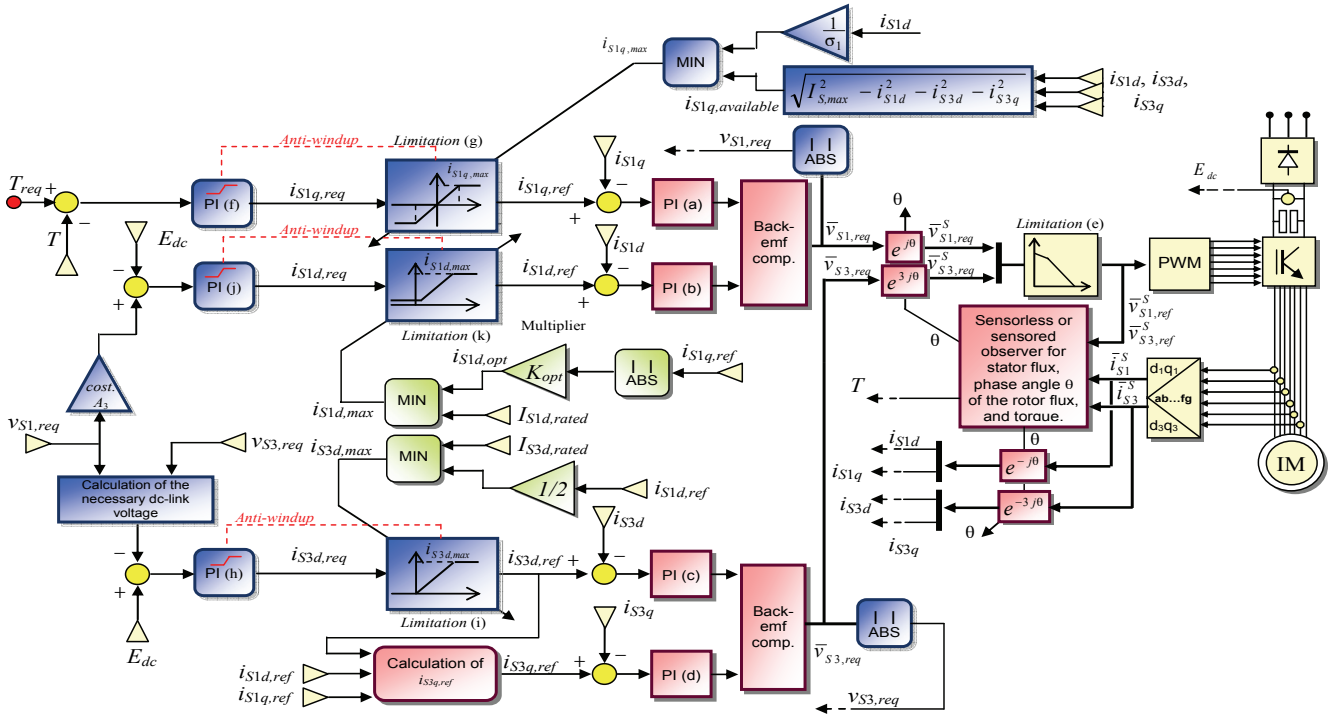 1/σ₁
i_{S1d}
i_{S1q,max}
MIN
√(I²_{S,max} − i²_{S1d} − i²_{S3d} − i²_{S3q})
i_{S1d}, i_{S3d},
i_{S3q}
i_{S1q,available}
Anti-windup
Limitation (g)
i_{S1q,max}
T_{req}
+
−
T
PI (f)
i_{S1q,req}
i_{S1q,ref}
i_{S1q}
+
−
PI (a)
v_{S1,req}
| |
ABS
E_{dc}
−
+
Anti-windup
PI (j)
i_{S1d,req}
i_{S1d,max}
Limitation (k)
i_{S1d,ref}
i_{S1d}
+
−
PI (b)
Back-
emf
comp.
v̅_{S1,req}
v̅_{S3,req}
θ
e^{jθ}
e^{3jθ}
v̅^S_{S1,req}
v̅^S_{S3,req}
θ
Limitation (e)
PWM
E_{dc}
v̅^S_{S1,ref}
v̅^S_{S3,ref}
Sensorless or
sensored
observer for
stator flux,
phase angle θ
of the rotor flux,
and torque.
T
i̅^S_{S1}
i̅^S_{S3}
d₁q₁
ab...fg
d₃q₃
IM
θ
e^{-jθ}
e^{-3jθ}
θ
i_{S1d}
i_{S1q}
i_{S3d}
i_{S3q}
Multiplier
i_{S1d,opt}
K_{opt}
| |
ABS
i_{S1q,ref}
MIN
i_{S1d,max}
I_{S1d,rated}
i_{S3d,max}
MIN
I_{S3d,rated}
1/2
i_{S1d,ref}
cost.
A₃
v_{S1,req}
v_{S3,req}
Calculation of the
necessary dc-link
voltage
−
+
E_{dc}
Anti-windup
PI (h)
i_{S3d,req}
i_{S3d,max}
Limitation (i)
i_{S3d,ref}
i_{S3d}
+
−
PI (c)
i_{S1d,ref}
i_{S1q,ref}
Calculation of
i_{S3q,ref}
i_{S3q,ref}
i_{S3q}
+
−
PI (d)
Back-
emf
comp.
v̅_{S3,req}
| |
ABS
v_{S3,req}